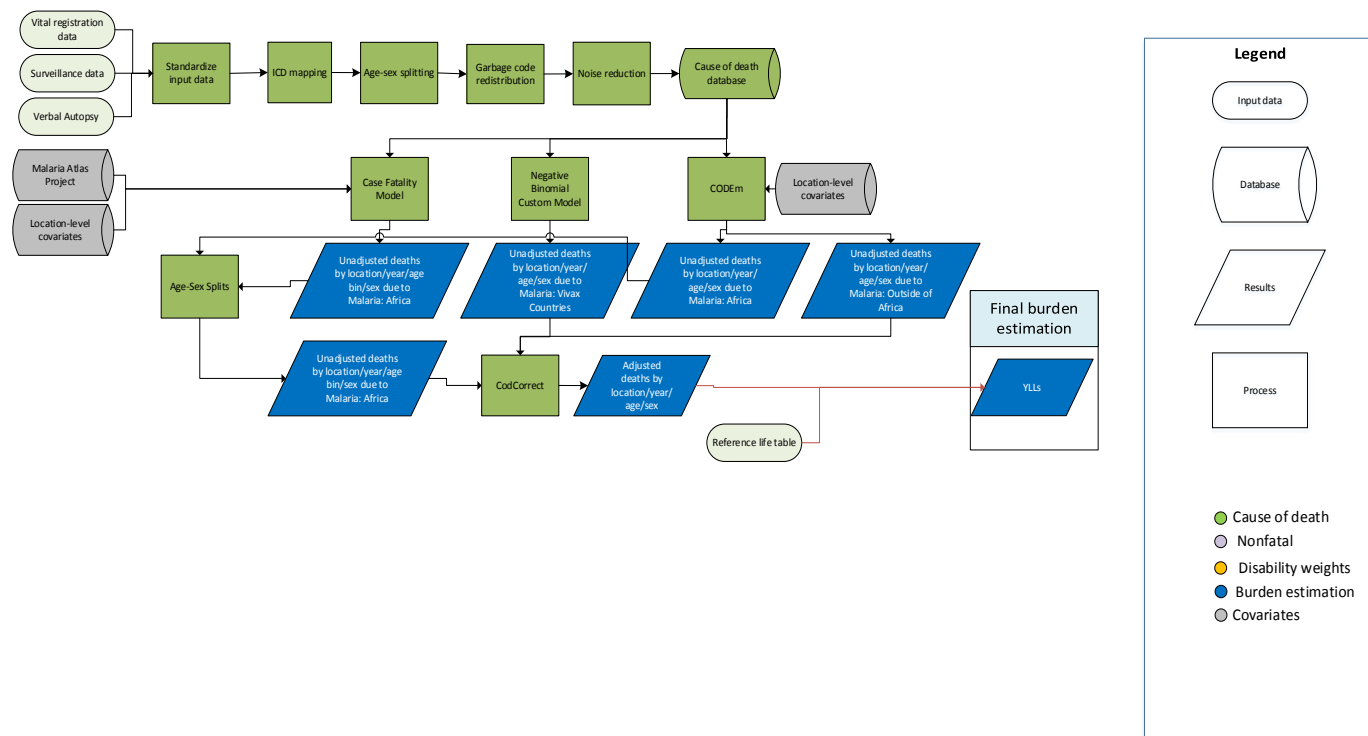 Vital registration
data
Surveillance data
Verbal Autopsy
Standardize
input data
ICD mapping
Age-sex splitting
Garbage code
redistribution
Noise reduction
Cause of death
database
Malaria Atlas
Project
Location-level
covariates
Case Fatality
Model
Negative
Binomial
Custom Model
CODEm
Location-level
covariates
Age-Sex Splits
Unadjusted deaths
by location/year/age
bin/sex due to
Malaria: Africa
Unadjusted deaths
by location/year/
age/sex due to
Malaria: Vivax
Countries
Unadjusted deaths
by location/year/
age/sex due to
Malaria: Africa
Unadjusted deaths
by location/year/
age/sex due to
Malaria: Outside of
Africa
Unadjusted deaths
by location/year/age
bin/sex due to
Malaria: Africa
CodCorrect
Adjusted
deaths by
location/year/
age/sex
Reference life table
Final burden
estimation
YLLs
Legend
Input data
Database
Results
Process
Cause of death
Nonfatal
Disability weights
Burden estimation
Covariates